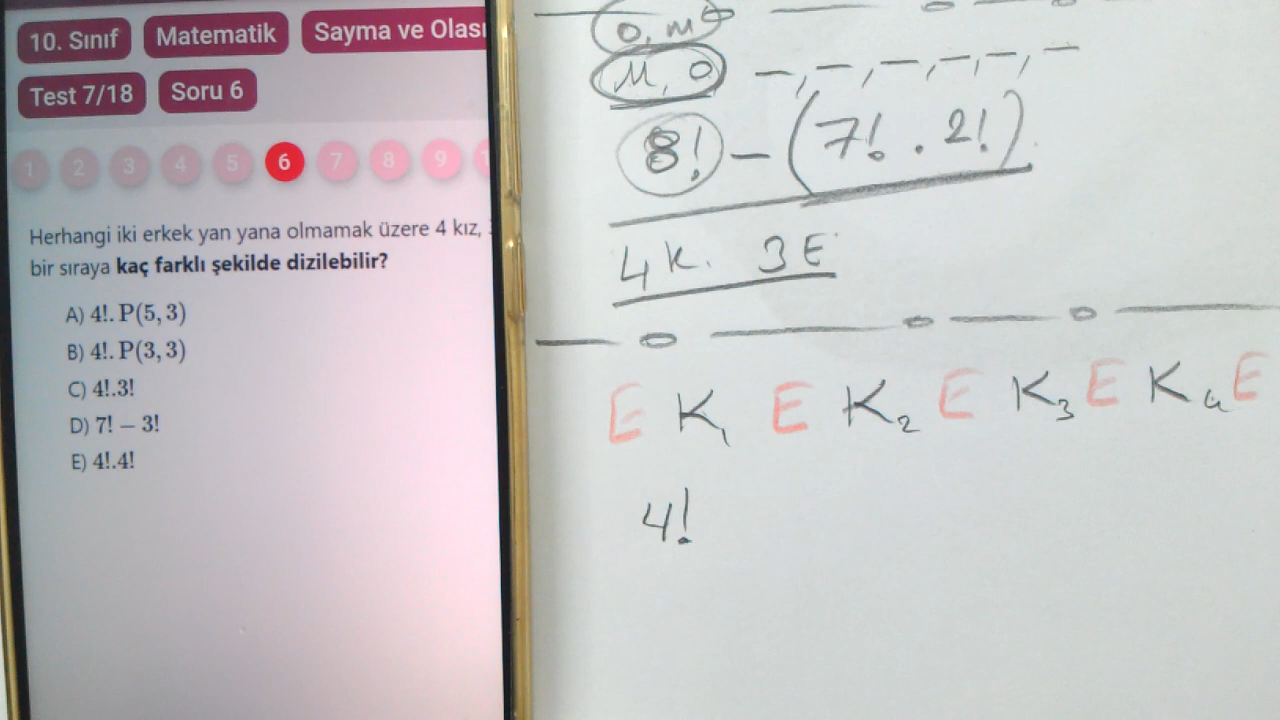 10. Sınıf Matematik Sayma ve Olası
Test 7/18 Soru 6
1 2 3 4 5 6 7 8 9 1
Herhangi iki erkek yan yana olmamak üzere 4 kız,
bir sıraya kaç farklı şekilde dizilebilir?
A) 4!. P(5, 3)
B) 4!. P(3, 3)
C) 4!.3!
D) 7! − 3!
E) 4!.4!
O, M
M, O _, _, _, _, _, _
8! − (7! . 2!)
4K. 3E
E K₁ E K₂ E K₃ E K₄ E
4!